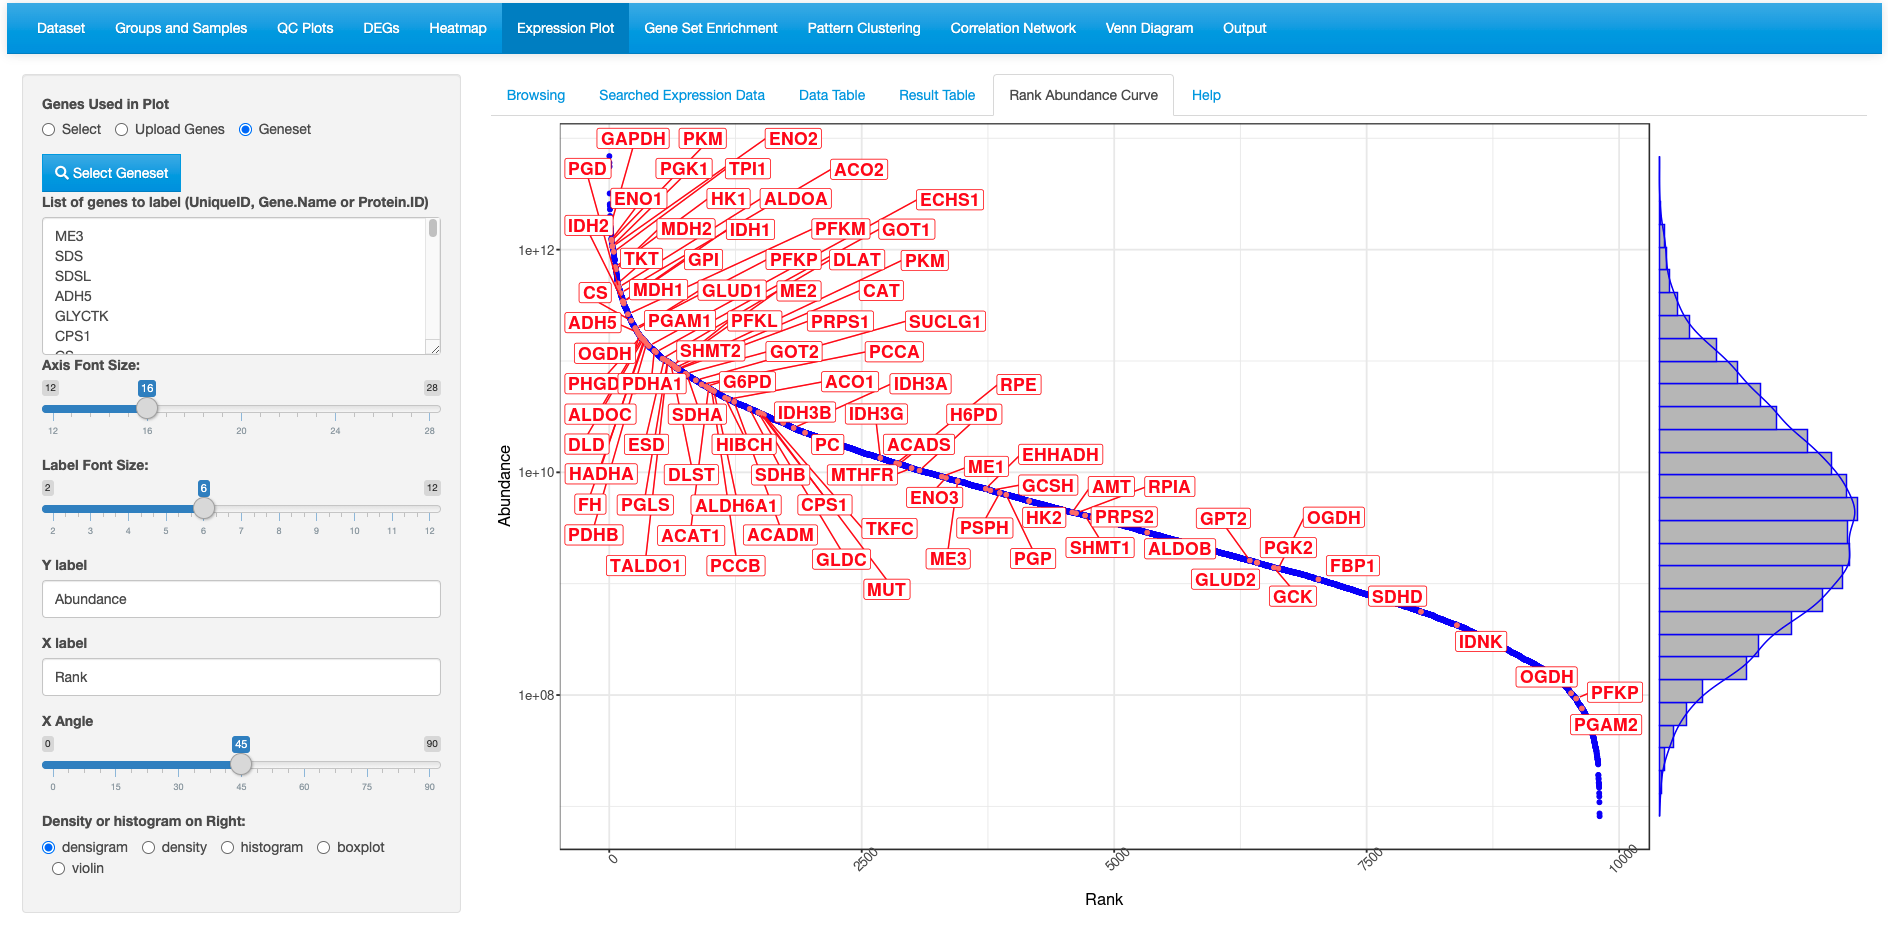 Dataset Groups and Samples QC Plots DEGs Heatmap Expression Plot Gene Set Enrichment Pattern Clustering Correlation Network Venn Diagram Output
Genes Used in Plot
Select Upload Genes Geneset
Select Geneset
List of genes to label (UniqueID, Gene.Name or Protein.ID)
ME3
SDS
SDSL
ADH5
GLYCTK
CPS1
CS
Axis Font Size:
12 16 28
12 16 20 24 28
Label Font Size:
2 6 12
2 3 4 5 6 7 8 9 10 11 12
Y label
Abundance
X label
Rank
X Angle
0 45 90
0 15 30 45 60 75 90
Density or histogram on Right:
densigram density histogram boxplot
violin
Browsing Searched Expression Data Data Table Result Table Rank Abundance Curve Help
GAPDH PKM ENO2
PGD PGK1 TPI1 ACO2
ENO1 HK1 ALDOA ECHS1
IDH2 MDH2 IDH1 PFKM GOT1
1e+12
TKT GPI PFKP DLAT PKM
CS MDH1 GLUD1 ME2 CAT
ADH5 PGAM1 PFKL PRPS1 SUCLG1
OGDH SHMT2 GOT2 PCCA
PHGD PDHA1 G6PD ACO1 IDH3A RPE
ALDOC SDHA IDH3B IDH3G H6PD
DLD ESD HIBCH PC ACADS EHHADH
1e+10
HADHA DLST SDHB MTHFR ME1
GCSH AMT RPIA
FH PGLS ALDH6A1 CPS1 ENO3
HK2 PRPS2 GPT2 OGDH
PDHB ACAT1 ACADM TKFC PSPH
SHMT1 ALDOB PGK2
TALDO1 PCCB GLDC ME3 PGP FBP1
GLUD2
MUT GCK SDHD
IDNK
OGDH
1e+08
PFKP
PGAM2
Abundance
0 2500 5000 7500 10000
Rank